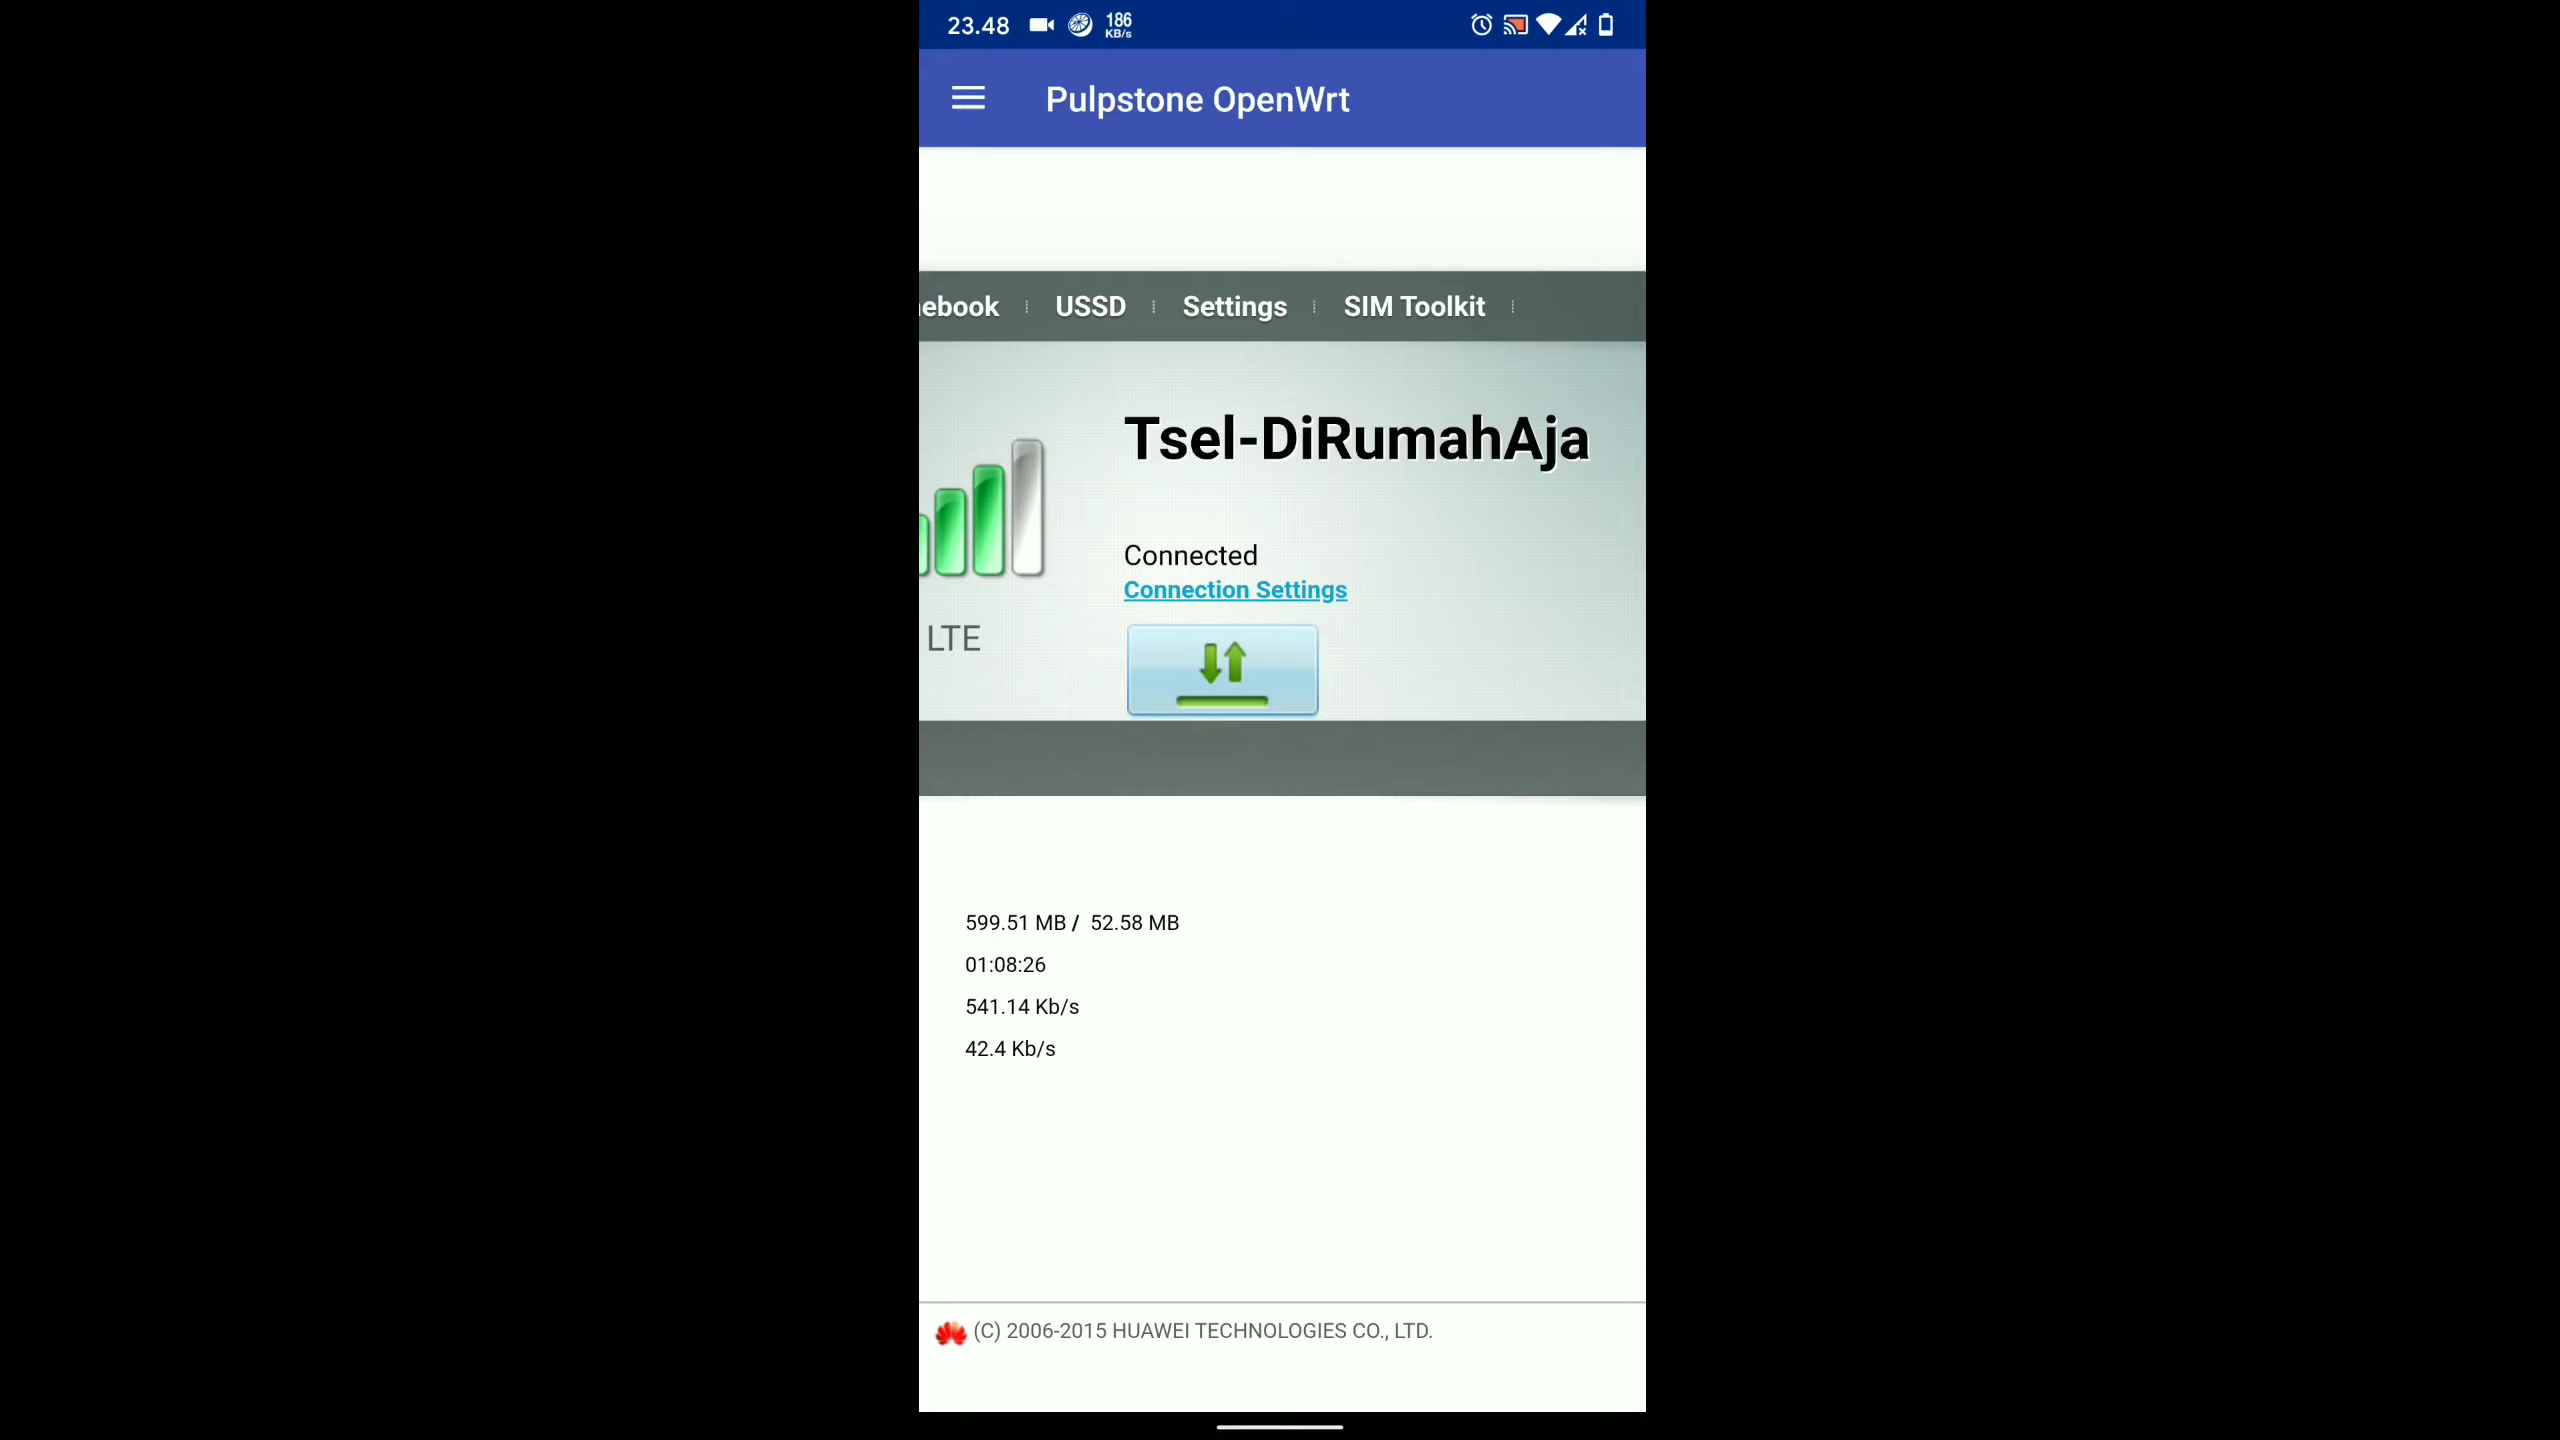 23.48 186 KB/s
Pulpstone OpenWrt
nebook USSD Settings SIM Toolkit
Tsel-DiRumahAja
Connected
Connection Settings
LTE
599.51 MB / 52.58 MB
01:08:26
541.14 Kb/s
42.4 Kb/s
(C) 2006-2015 HUAWEI TECHNOLOGIES CO., LTD.